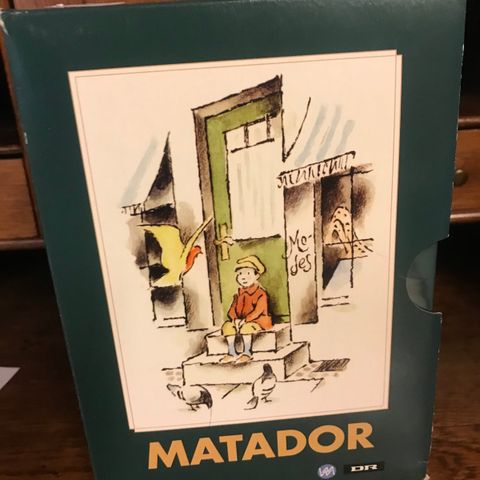 Mo-
des
MATADOR
DR